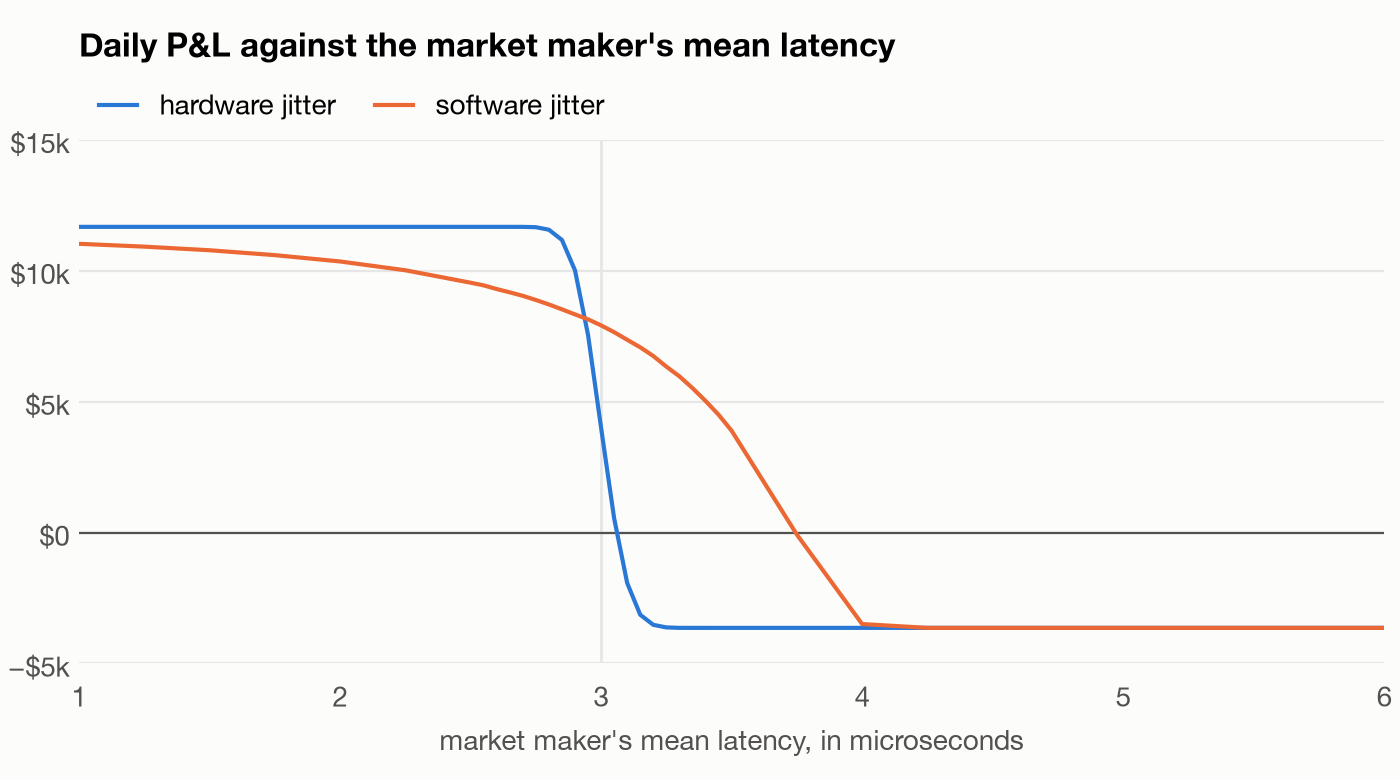 Daily P&L against the market maker's mean latency
hardware jitter software jitter
$15k
$10k
$5k
$0
−$5k
1 2 3 4 5 6
market maker's mean latency, in microseconds